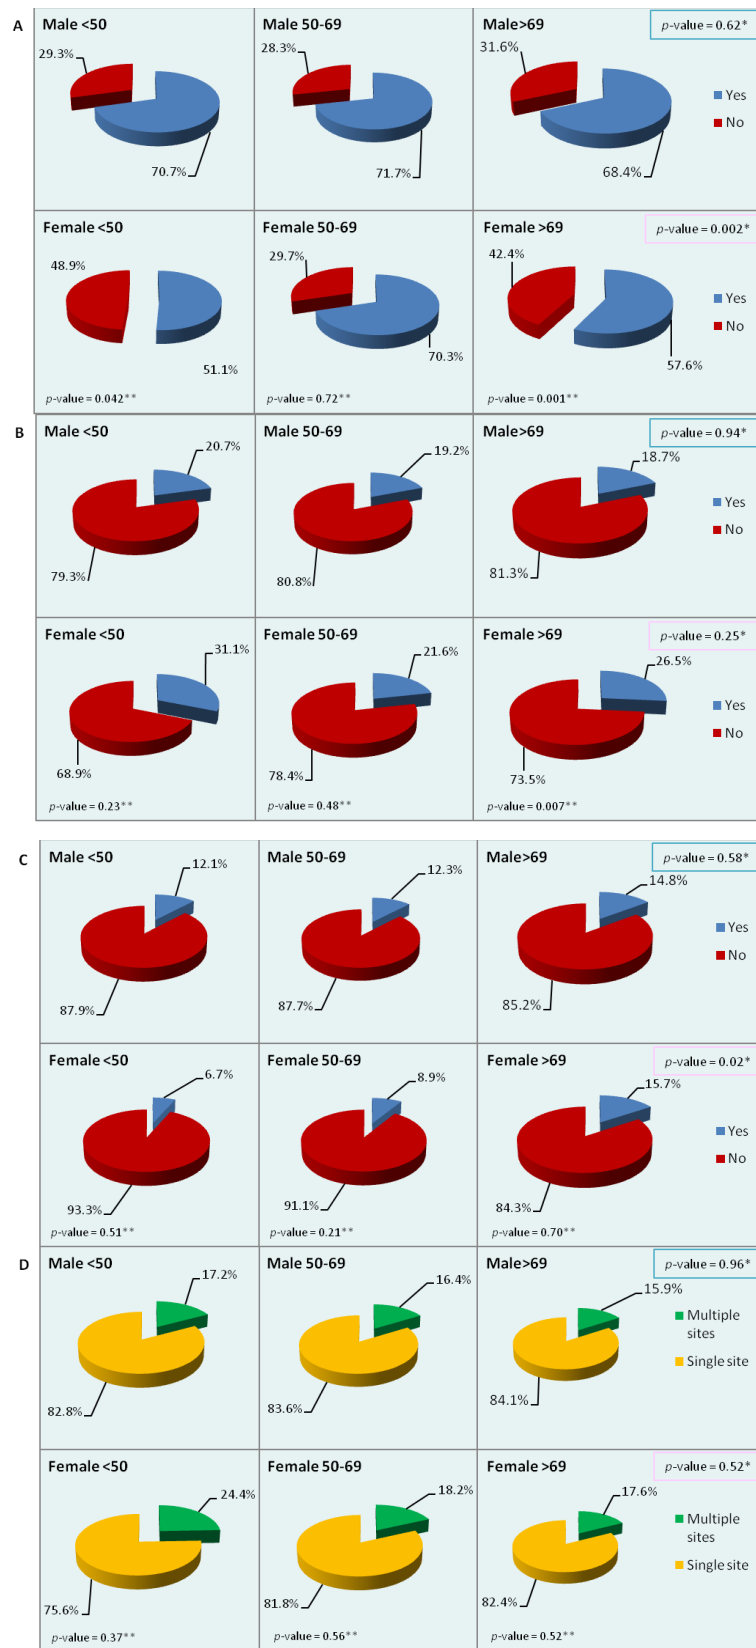 A
Male <50
29.3%
70.7%
Male 50-69
28.3%
71.7%
Male>69
p-value = 0.62*
31.6%
68.4%
Yes
No
Female <50
48.9%
51.1%
p-value = 0.042**
Female 50-69
29.7%
70.3%
p-value = 0.72**
Female >69
p-value = 0.002*
42.4%
57.6%
p-value = 0.001**
Yes
No
B
Male <50
20.7%
79.3%
Male 50-69
19.2%
80.8%
Male>69
p-value = 0.94*
18.7%
81.3%
Yes
No
Female <50
31.1%
68.9%
p-value = 0.23**
Female 50-69
21.6%
78.4%
p-value = 0.48**
Female >69
p-value = 0.25*
26.5%
73.5%
p-value = 0.007**
Yes
No
C
Male <50
12.1%
87.9%
Male 50-69
12.3%
87.7%
Male>69
p-value = 0.58*
14.8%
85.2%
Yes
No
Female <50
6.7%
93.3%
p-value = 0.51**
Female 50-69
8.9%
91.1%
p-value = 0.21**
Female >69
p-value = 0.02*
15.7%
84.3%
p-value = 0.70**
Yes
No
D
Male <50
17.2%
82.8%
Male 50-69
16.4%
83.6%
Male>69
p-value = 0.96*
15.9%
84.1%
Multiple
sites
Single site
Female <50
24.4%
75.6%
p-value = 0.37**
Female 50-69
18.2%
81.8%
p-value = 0.56**
Female >69
p-value = 0.52*
17.6%
82.4%
p-value = 0.52**
Multiple
sites
Single site